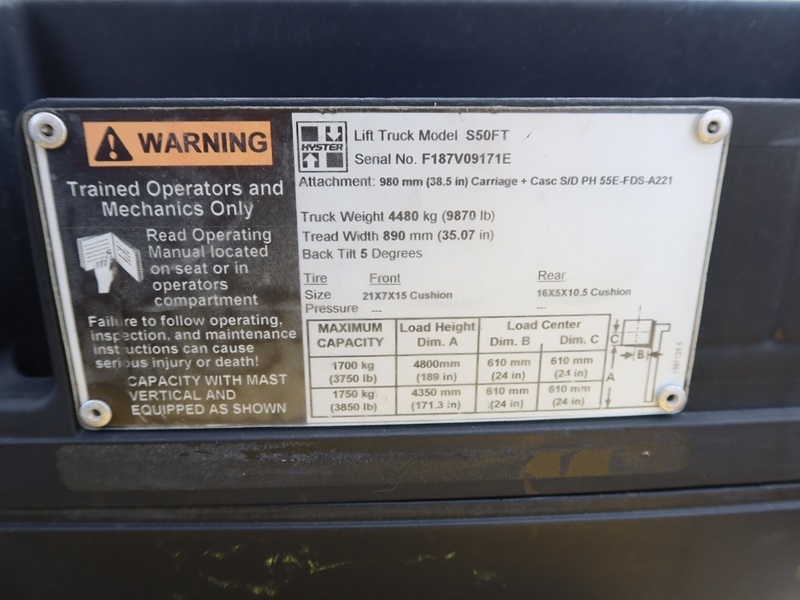 WARNING
Trained Operators and
Mechanics Only
Read Operating
Manual located
on seat or in
operators
compartment
Failure to follow operating,
inspection, and maintenance
instructions can cause
serious injury or death!
CAPACITY WITH MAST
VERTICAL AND
EQUIPPED AS SHOWN
HYSTER
Lift Truck Model S50FT
Serial No. F187V09171E
Attachment: 980 mm (38.5 in) Carriage + Casc S/D PH 55E-FDS-A221
Truck Weight 4480 kg (9870 lb)
Tread Width 890 mm (35.07 in)
Back Tilt 5 Degrees
Tire Front Rear
Size 21X7X15 Cushion 16X5X10.5 Cushion
Pressure --- ---
MAXIMUM CAPACITY Load Height Dim. A Load Center Dim. B Dim. C
1700 kg 4800mm 610 mm 610 mm
(3750 lb) (189 in) (24 in) (24 in)
1750 kg 4350 mm 610 mm 610 mm
(3850 lb) (171.3 in) (24 in) (24 in)
C
B
A